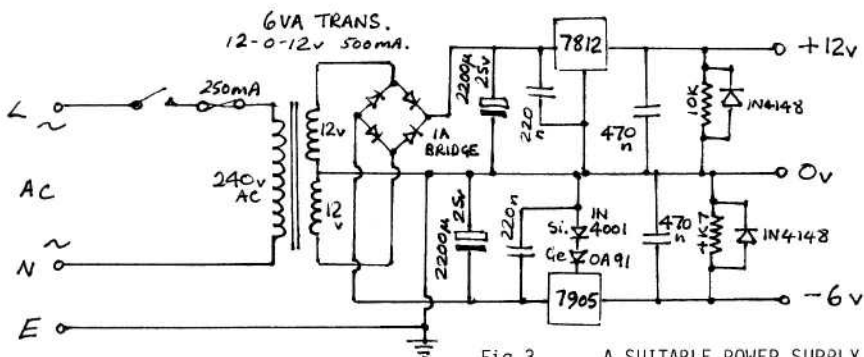 6VA TRANS.
12-0-12v 500mA.
250mA
L
~
AC
~
N
E
240v
AC
12v
12
v
1A
BRIDGE
2200µ
25v
220
n
7812
470
n
10K
1N4148
+12v
0v
2200µ
25v
220n
Si.
1N
4001
Ge
OA91
7905
470
n
4K7
1N4148
-6v
Fig 3
A SUITABLE POWER SUPPLY